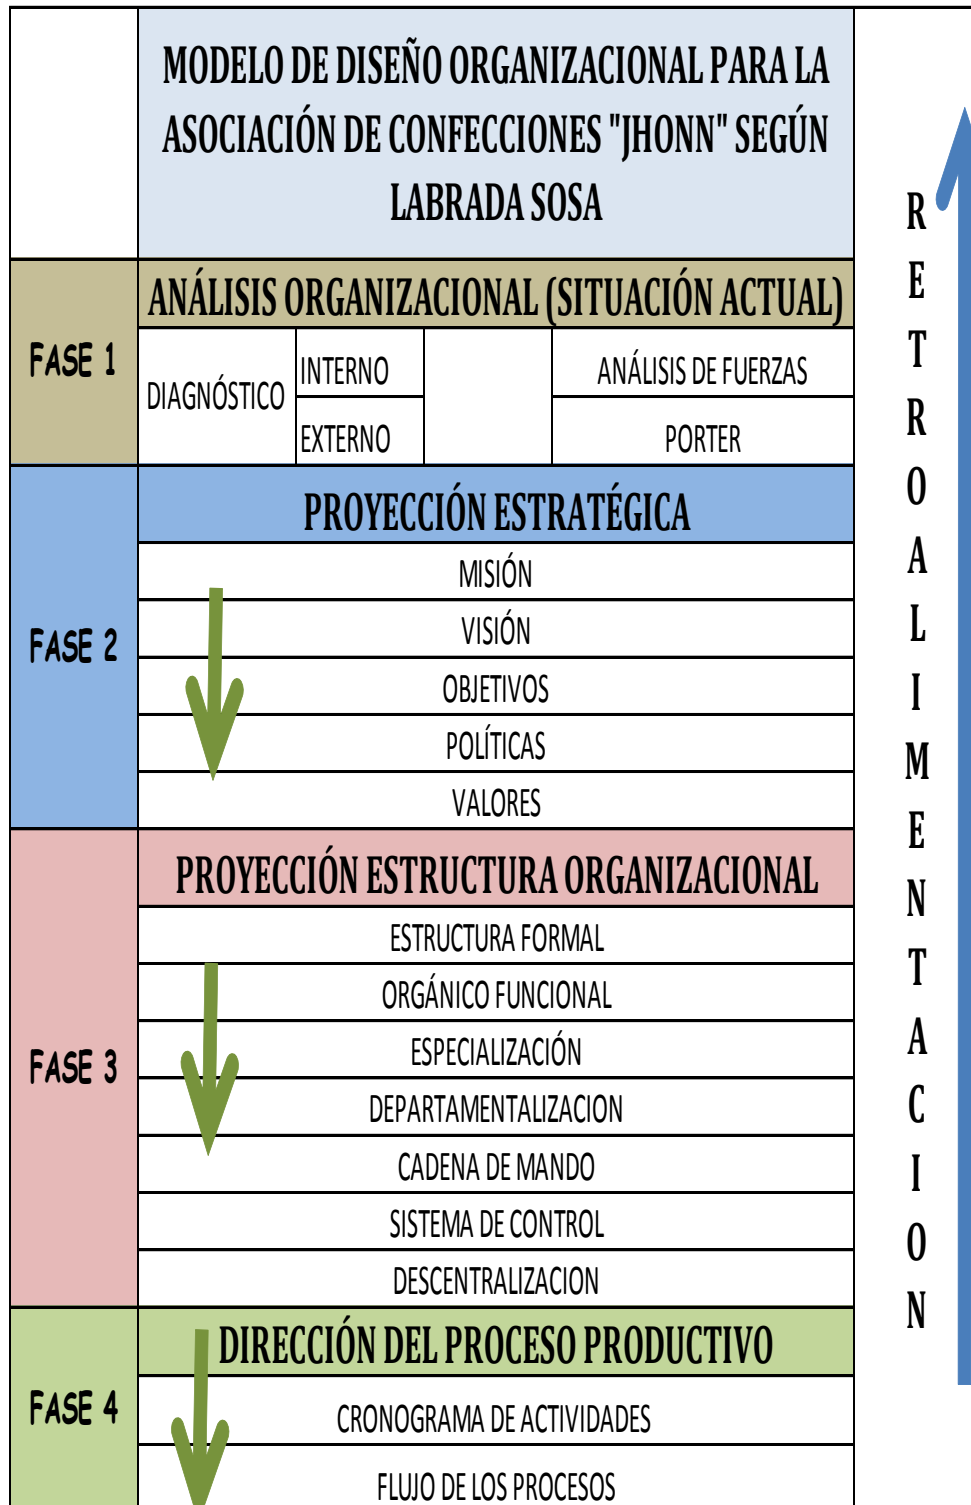 MODELO DE DISEÑO ORGANIZACIONAL PARA LA
ASOCIACIÓN DE CONFECCIONES "JHONN" SEGÚN
LABRADA SOSA
FASE 1
ANÁLISIS ORGANIZACIONAL (SITUACIÓN ACTUAL)
DIAGNÓSTICO
INTERNO
EXTERNO
ANÁLISIS DE FUERZAS
PORTER
FASE 2
PROYECCIÓN ESTRATÉGICA
MISIÓN
VISIÓN
OBJETIVOS
POLÍTICAS
VALORES
FASE 3
PROYECCIÓN ESTRUCTURA ORGANIZACIONAL
ESTRUCTURA FORMAL
ORGÁNICO FUNCIONAL
ESPECIALIZACIÓN
DEPARTAMENTALIZACION
CADENA DE MANDO
SISTEMA DE CONTROL
DESCENTRALIZACION
FASE 4
DIRECCIÓN DEL PROCESO PRODUCTIVO
CRONOGRAMA DE ACTIVIDADES
FLUJO DE LOS PROCESOS
RETROALIMENTACION